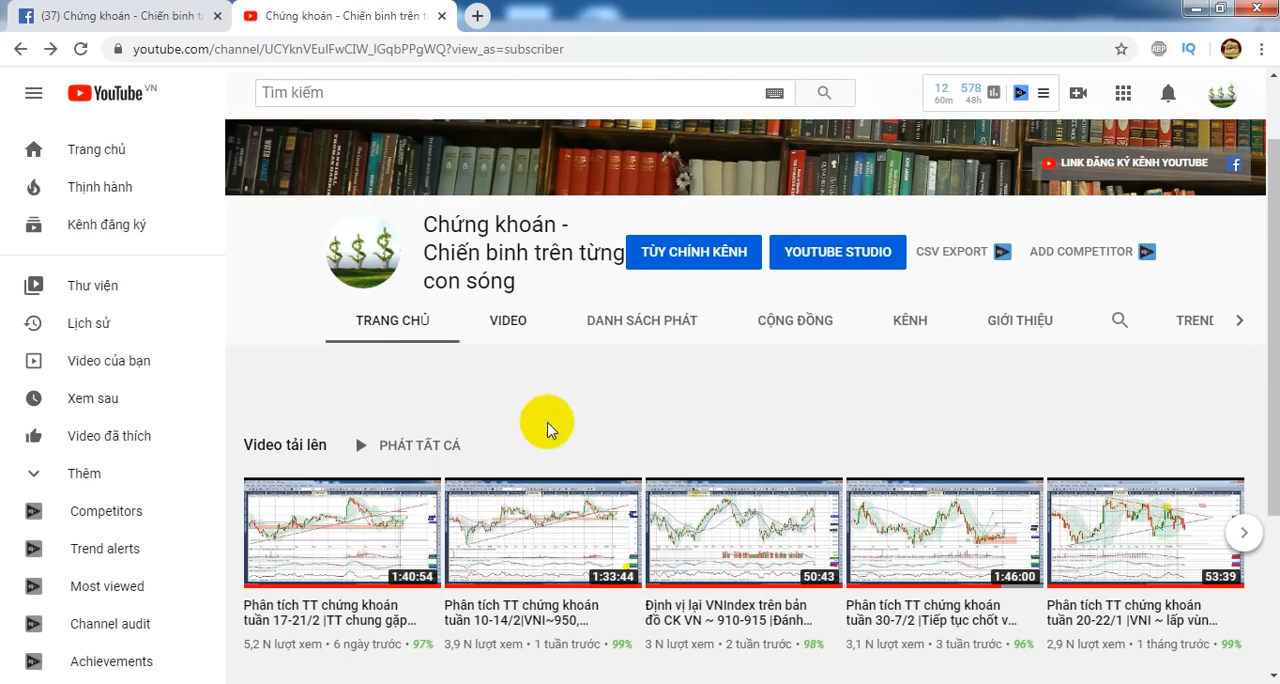 (37) Chứng khoán - Chiến binh t
Chứng khoán - Chiến binh trên từ
youtube.com/channel/UCYknVEuIFwCIW_lGqbPPgWQ?view_as=subscriber
ABP
IQ
YouTube VN
Tìm kiếm
12 578
60m 48h
Trang chủ
Thịnh hành
Kênh đăng ký
Thư viện
Lịch sử
Video của bạn
Xem sau
Video đã thích
Thêm
Competitors
Trend alerts
Most viewed
Channel audit
Achievements
LINK ĐĂNG KÝ KÊNH YOUTUBE
Chứng khoán -
Chiến binh trên từng
con sóng
TÙY CHỈNH KÊNH
YOUTUBE STUDIO
CSV EXPORT
ADD COMPETITOR
TRANG CHỦ VIDEO DANH SÁCH PHÁT CỘNG ĐỒNG KÊNH GIỚI THIỆU TREND
Video tải lên PHÁT TẤT CẢ
1:40:54
Phân tích TT chứng khoán
tuần 17-21/2 |TT chung gặp...
5,2 N lượt xem • 6 ngày trước • 97%
1:33:44
Phân tích TT chứng khoán
tuần 10-14/2|VNI~950,...
3,9 N lượt xem • 1 tuần trước • 99%
50:43
Định vị lại VNIndex trên bản
đồ CK VN ~ 910-915 |Đánh...
3 N lượt xem • 2 tuần trước • 98%
1:46:00
Phân tích TT chứng khoán
tuần 30-7/2 |Tiếp tục chốt v...
3,1 N lượt xem • 3 tuần trước • 96%
53:39
Phân tích TT chứng khoán
tuần 20-22/1 |VNI ~ lấp vùn...
2,9 N lượt xem • 1 tháng trước • 99%